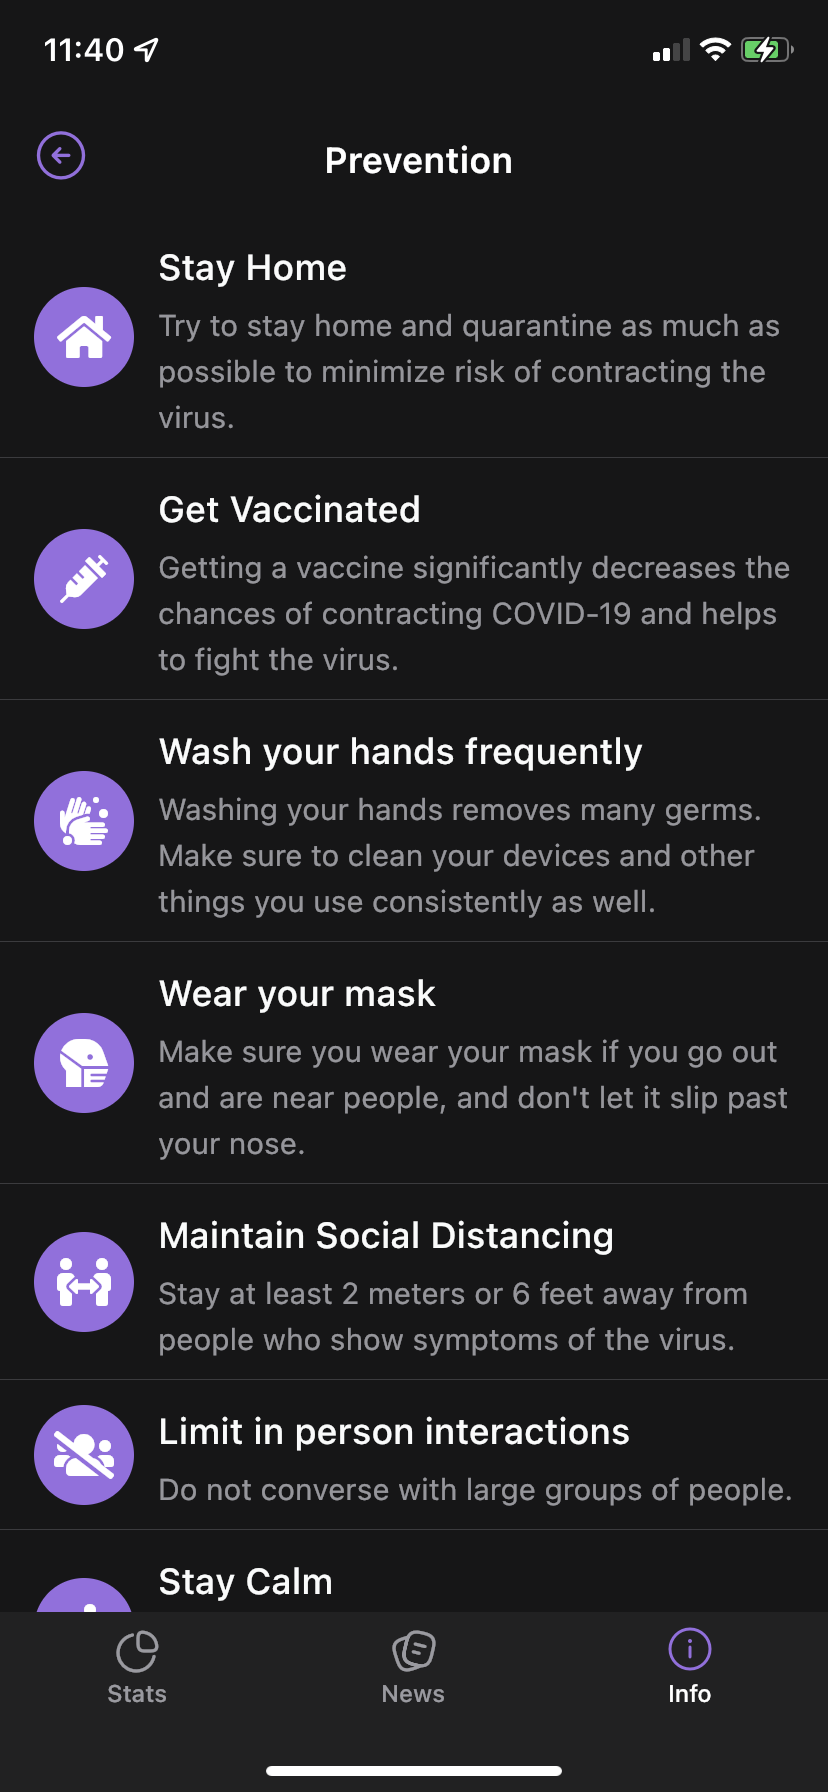 11:40
Prevention
Stay Home
Try to stay home and quarantine as much as
possible to minimize risk of contracting the
virus.
Get Vaccinated
Getting a vaccine significantly decreases the
chances of contracting COVID-19 and helps
to fight the virus.
Wash your hands frequently
Washing your hands removes many germs.
Make sure to clean your devices and other
things you use consistently as well.
Wear your mask
Make sure you wear your mask if you go out
and are near people, and don't let it slip past
your nose.
Maintain Social Distancing
Stay at least 2 meters or 6 feet away from
people who show symptoms of the virus.
Limit in person interactions
Do not converse with large groups of people.
Stay Calm
Stats
News
Info